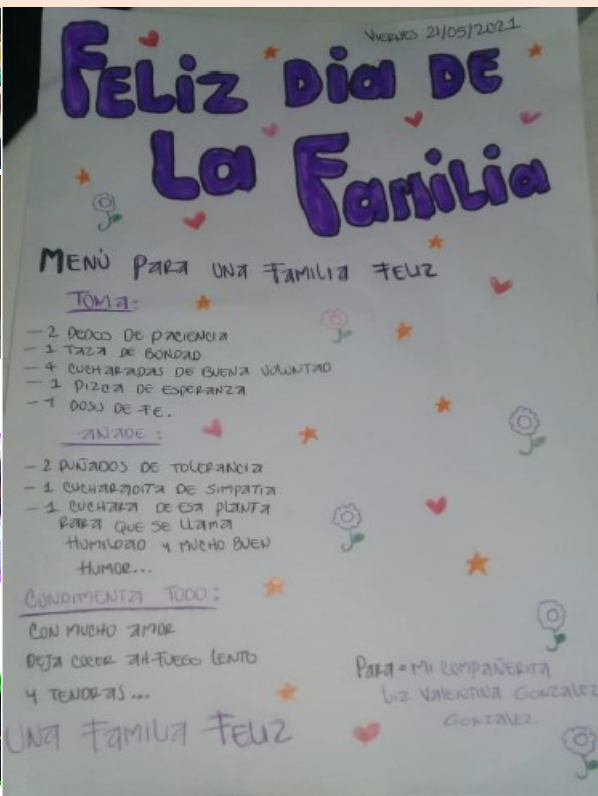 VIERNES 21/05/2021
FELIZ DIA DE
LA FAMILIA
MENÚ PARA UNA FAMILIA FELIZ
TOMA:
- 2 DEDOS DE PACIENCIA
- 1 TAZA DE BONDAD
- 4 CUCHARADAS DE BUENA VOLUNTAD
- 1 PIZCA DE ESPERANZA
- 1 DOSIS DE FE.
AÑADE:
- 2 PUÑADOS DE TOLERANCIA
- 1 CUCHARADITA DE SIMPATIA
- 1 CUCHARA DE ESA PLANTA
RARA QUE SE LLAMA
HUMILDAD Y MUCHO BUEN
HUMOR...
CONDIMENTA TODO:
CON MUCHO AMOR
DEJA COCER AH FUEGO LENTO
Y TENDRAS...
UNA FAMILIA FELIZ
PARA = MI COMPAÑERITA
LIZ VALENTINA GONZALEZ
GONZALEZ